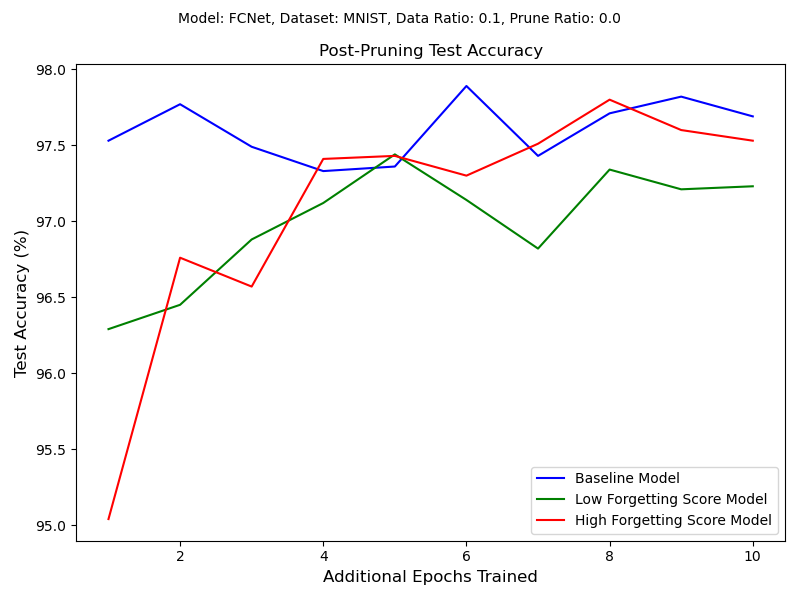 Model: FCNet, Dataset: MNIST, Data Ratio: 0.1, Prune Ratio: 0.0
Post-Pruning Test Accuracy
98.0
97.5
97.0
96.5
96.0
95.5
95.0
Test Accuracy (%)
Baseline Model
Low Forgetting Score Model
High Forgetting Score Model
2 4 6 8 10
Additional Epochs Trained